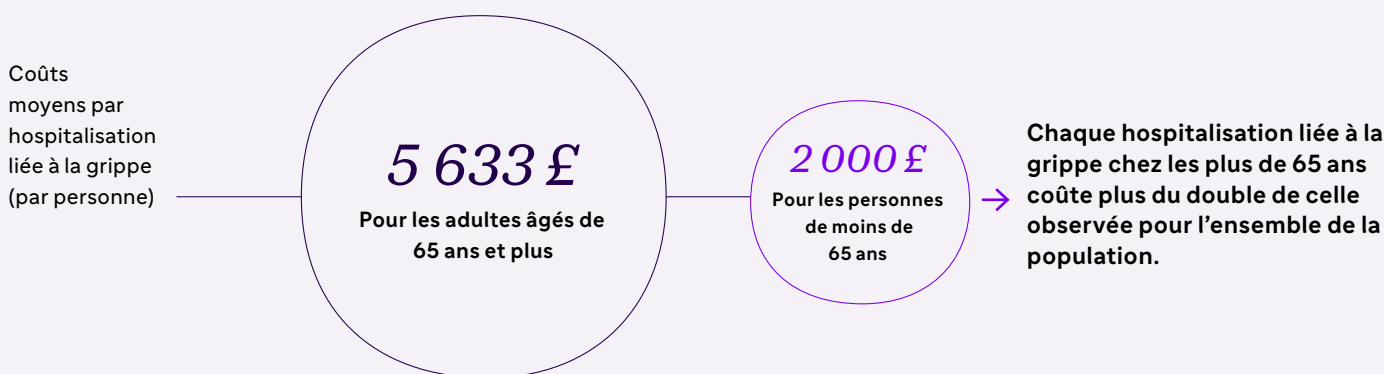 Coûts
moyens par
hospitalisation
liée à la grippe
(par personne)
5 633 £
Pour les adultes âgés de
65 ans et plus
2 000 £
Pour les personnes
de moins de
65 ans
Chaque hospitalisation liée à la
grippe chez les plus de 65 ans
coûte plus du double de celle
observée pour l’ensemble de la
population.